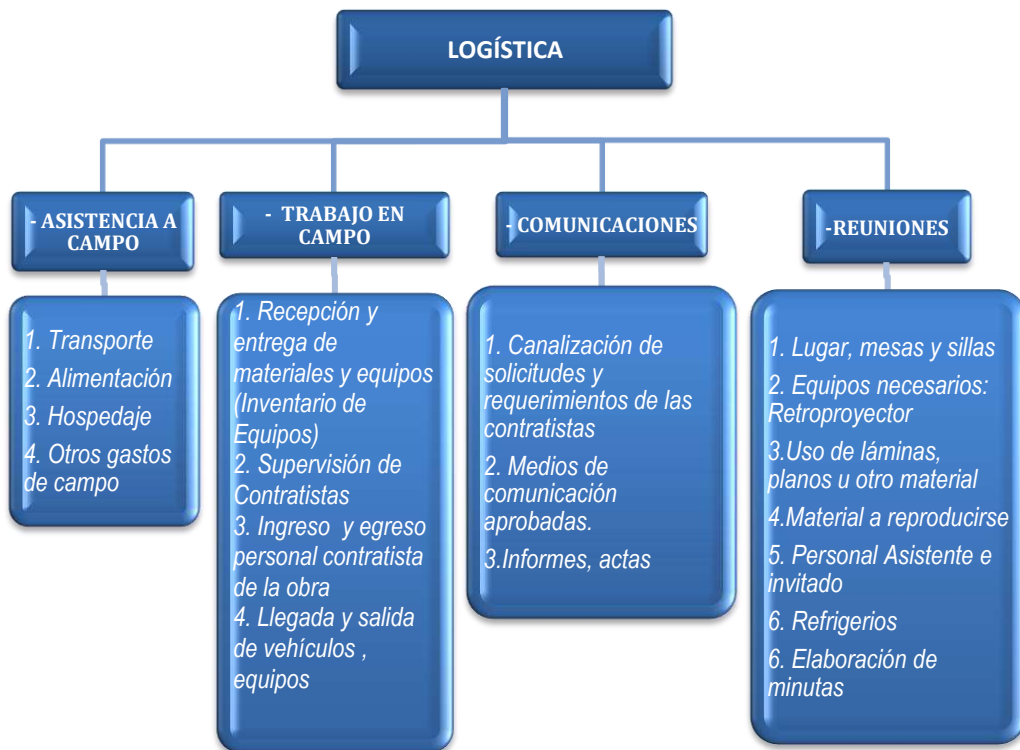 LOGÍSTICA
- ASISTENCIA A
CAMPO
1. Transporte
2. Alimentación
3. Hospedaje
4. Otros gastos
de campo
- TRABAJO EN
CAMPO
1. Recepción y
entrega de
materiales y equipos
(Inventario de
Equipos)
2. Supervisión de
Contratistas
3. Ingreso y egreso
personal contratista
de la obra
4. Llegada y salida
de vehículos ,
equipos
- COMUNICACIONES
1. Canalización de
solicitudes y
requerimientos de las
contratistas
2. Medios de
comunicación
aprobadas.
3.Informes, actas
-REUNIONES
1. Lugar, mesas y sillas
2. Equipos necesarios:
Retroproyector
3.Uso de láminas,
planos u otro material
4.Material a reproducirse
5. Personal Asistente e
invitado
6. Refrigerios
6. Elaboración de
minutas